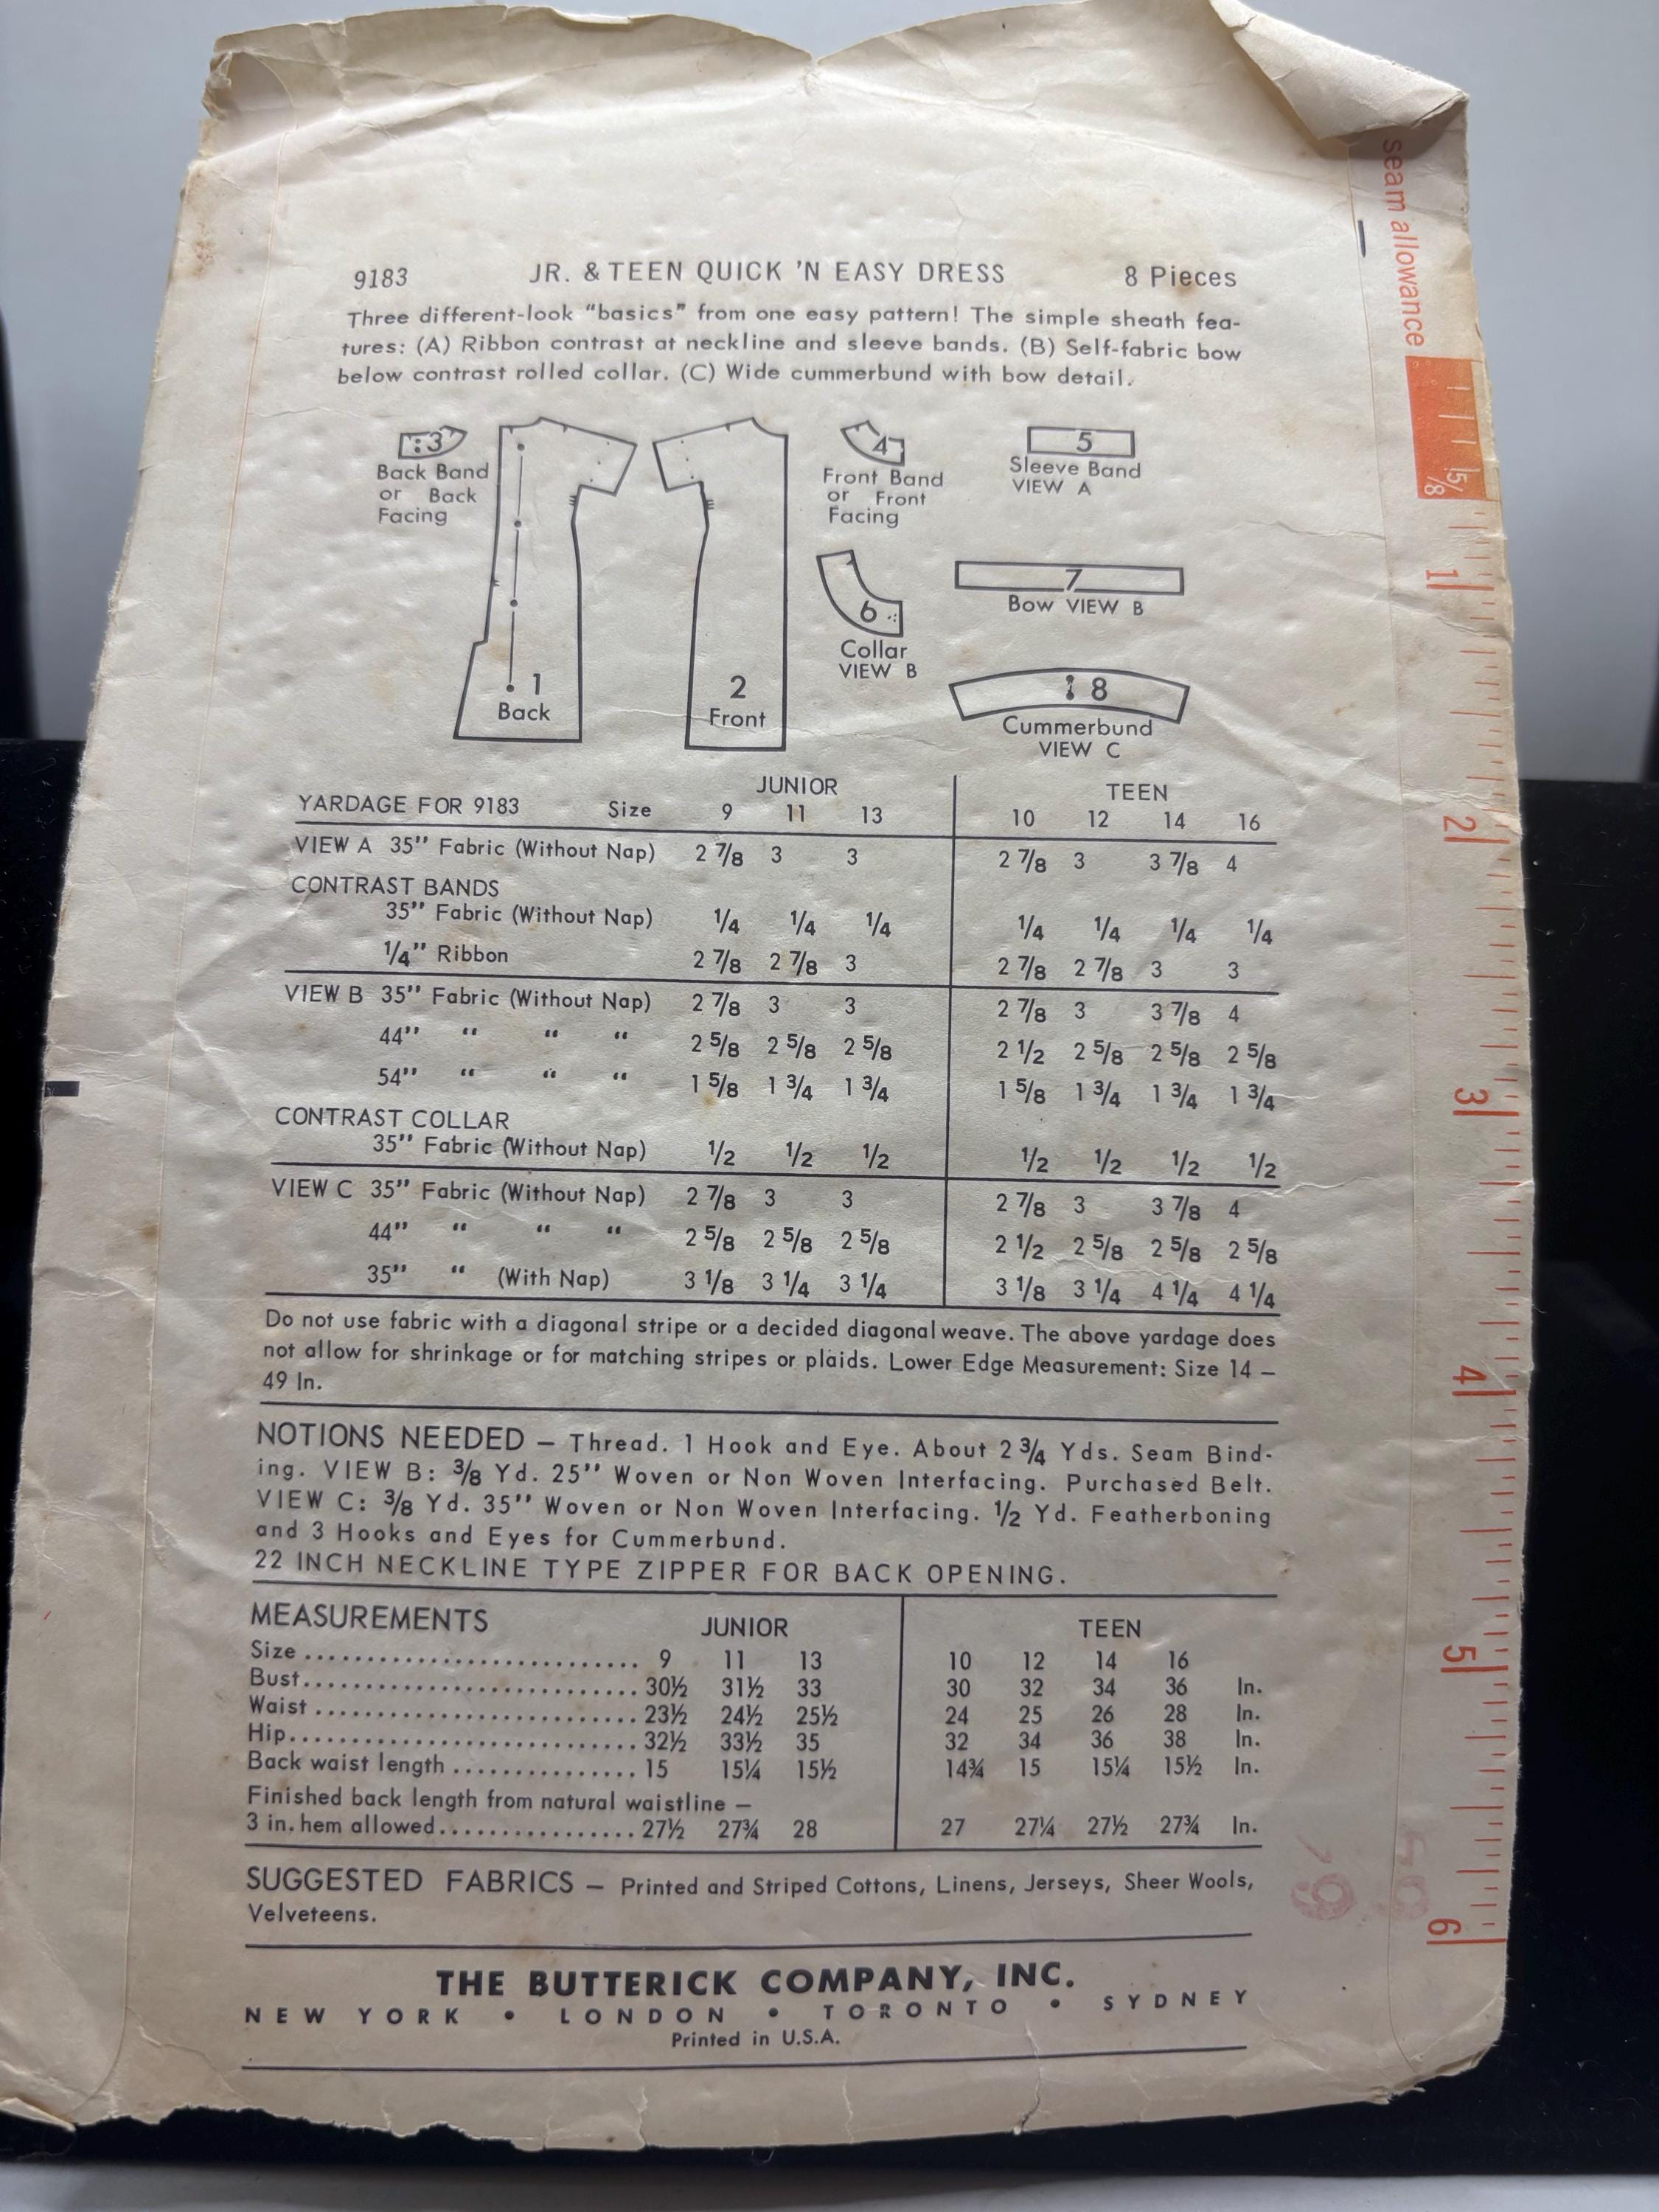 seam allowance
9183 JR. & TEEN QUICK 'N EASY DRESS 8 Pieces
Three different-look “basics” from one easy pattern! The simple sheath fea-
tures: (A) Ribbon contrast at neckline and sleeve bands. (B) Self-fabric bow
below contrast rolled collar. (C) Wide cummerbund with bow detail.
3
Back Band
or Back
Facing
1
Back
2
Front
4
Front Band
or Front
Facing
5
Sleeve Band
VIEW A
6
Collar
VIEW B
7
Bow VIEW B
8
Cummerbund
VIEW C
JUNIOR TEEN
YARDAGE FOR 9183 Size 9 11 13 10 12 14 16
VIEW A 35" Fabric (Without Nap) 2 7/8 3 3 2 7/8 3 3 7/8 4
CONTRAST BANDS
35" Fabric (Without Nap) 1/4 1/4 1/4 1/4 1/4 1/4 1/4
1/4" Ribbon 2 7/8 2 7/8 3 2 7/8 2 7/8 3 3
VIEW B 35" Fabric (Without Nap) 2 7/8 3 3 2 7/8 3 3 7/8 4
44" “ “ “ 2 5/8 2 5/8 2 5/8 2 1/2 2 5/8 2 5/8 2 5/8
54" “ “ “ 1 5/8 1 3/4 1 3/4 1 5/8 1 3/4 1 3/4 1 3/4
CONTRAST COLLAR
35" Fabric (Without Nap) 1/2 1/2 1/2 1/2 1/2 1/2 1/2
VIEW C 35" Fabric (Without Nap) 2 7/8 3 3 2 7/8 3 3 7/8 4
44" “ “ “ 2 5/8 2 5/8 2 5/8 2 1/2 2 5/8 2 5/8 2 5/8
35" “ (With Nap) 3 1/8 3 1/4 3 1/4 3 1/8 3 1/4 4 1/4 4 1/4
Do not use fabric with a diagonal stripe or a decided diagonal weave. The above yardage does
not allow for shrinkage or for matching stripes or plaids. Lower Edge Measurement: Size 14 –
49 In.
NOTIONS NEEDED – Thread. 1 Hook and Eye. About 2 3/4 Yds. Seam Bind-
ing. VIEW B: 3/8 Yd. 25" Woven or Non Woven Interfacing. Purchased Belt.
VIEW C: 3/8 Yd. 35" Woven or Non Woven Interfacing. 1/2 Yd. Featherboning
and 3 Hooks and Eyes for Cummerbund.
22 INCH NECKLINE TYPE ZIPPER FOR BACK OPENING.
MEASUREMENTS JUNIOR TEEN
Size ........................... 9 11 13 10 12 14 16
Bust........................... 30½ 31½ 33 30 32 34 36 In.
Waist .......................... 23½ 24½ 25½ 24 25 26 28 In.
Hip............................ 32½ 33½ 35 32 34 36 38 In.
Back waist length ............... 15 15¼ 15½ 14¾ 15 15¼ 15½ In.
Finished back length from natural waistline –
3 in. hem allowed................ 27½ 27¾ 28 27 27¼ 27½ 27¾ In.
SUGGESTED FABRICS – Printed and Striped Cottons, Linens, Jerseys, Sheer Wools,
Velveteens.
THE BUTTERICK COMPANY, INC.
NEW YORK • LONDON • TORONTO • SYDNEY
Printed in U.S.A.
5/8
1
2
3
4
5
6